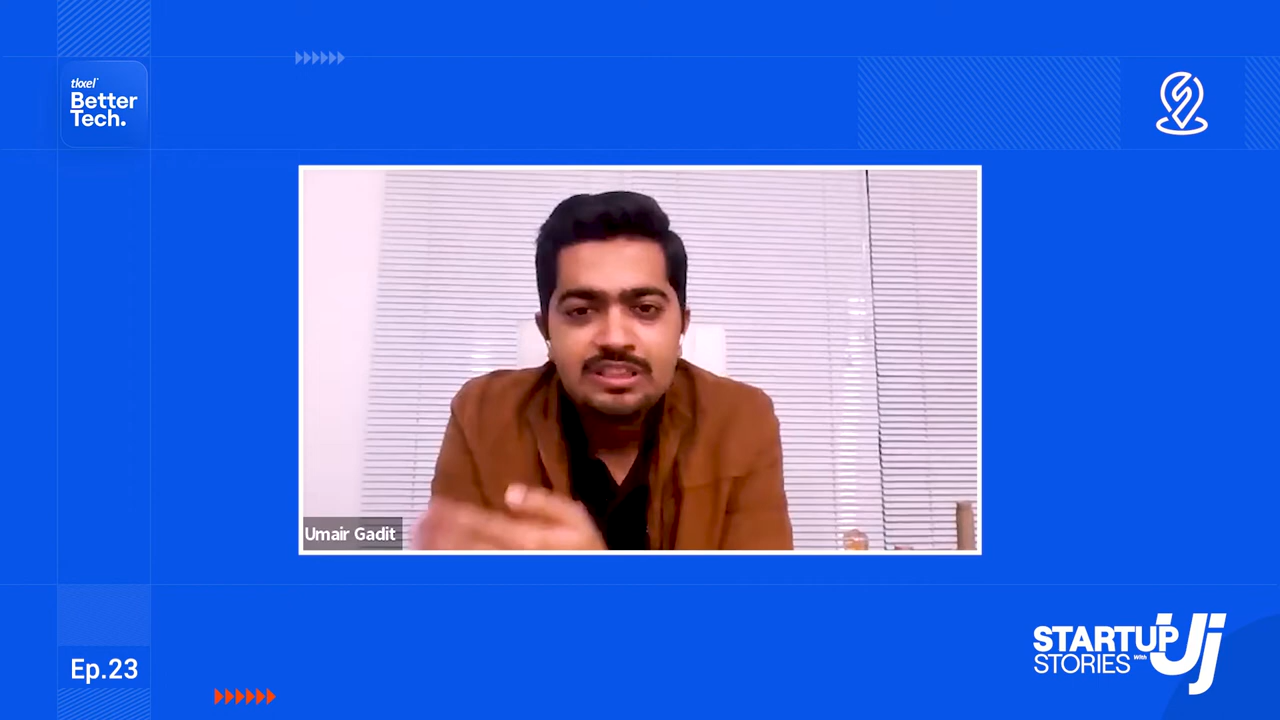 tkxel
Better
Tech.
Umair Gadit
Ep.23
STARTUP
STORIES With
Uj